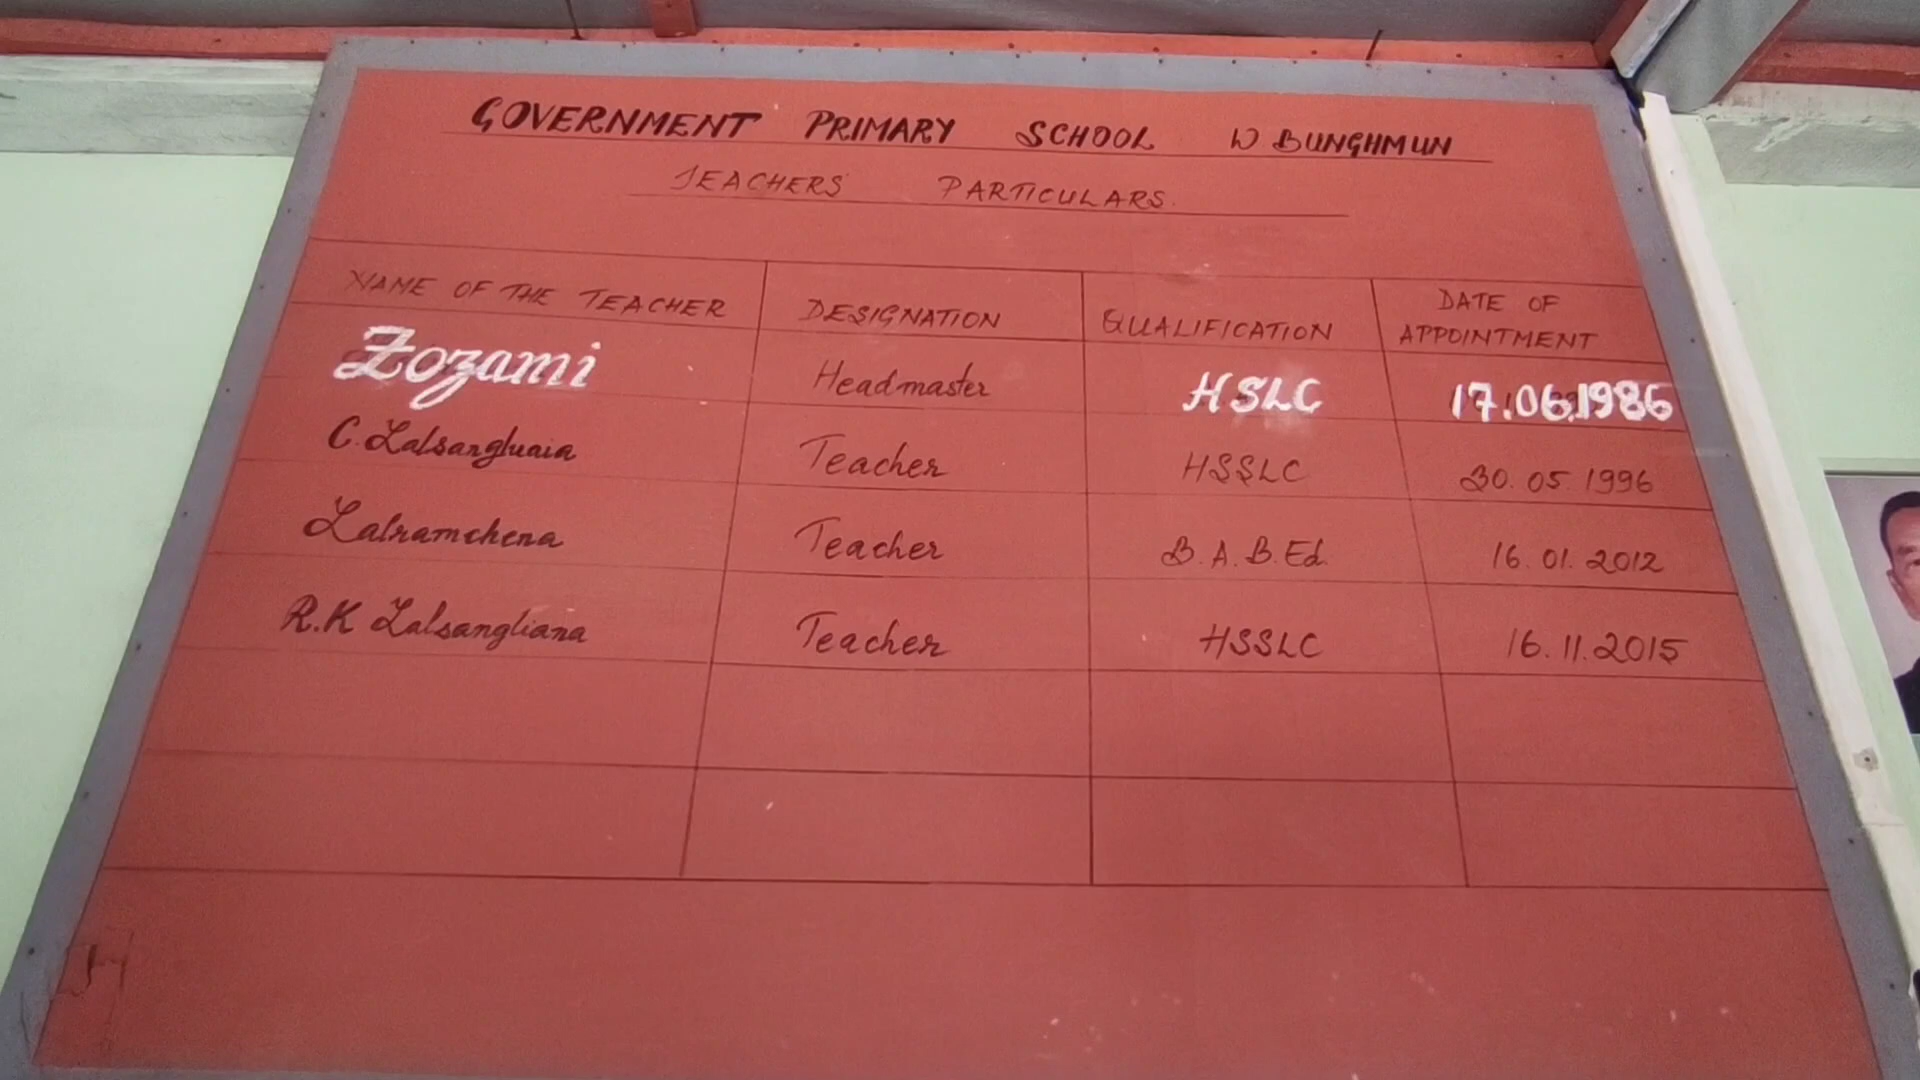 GOVERNMENT PRIMARY SCHOOL W BUNGHMUN
TEACHERS PARTICULARS.
NAME OF THE TEACHER DESIGNATION QUALIFICATION DATE OF APPOINTMENT
Zozami Headmaster HSLC 17.06.1986
C. Lalsangluaia Teacher HSSLC 30.05.1996
Lalramchena Teacher B.A.B.Ed. 16.01.2012
R.K Lalsangliana Teacher HSSLC 16.11.2015